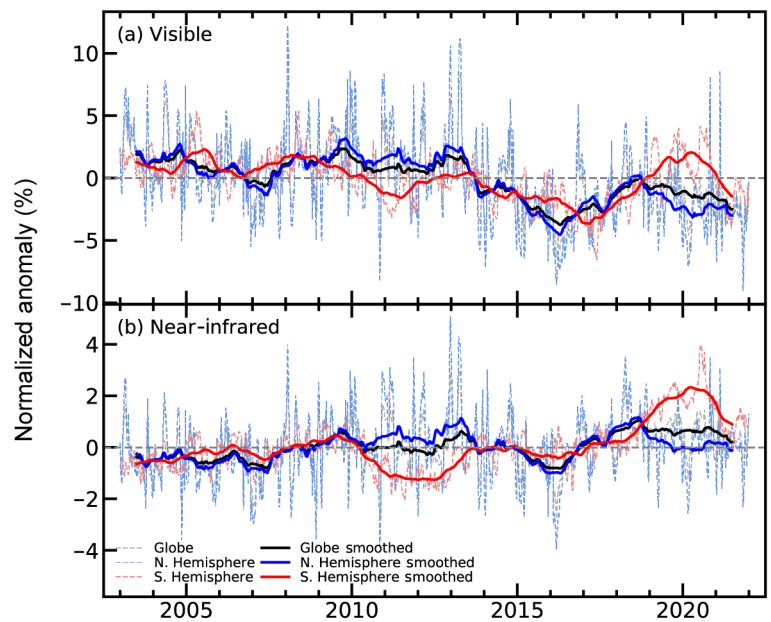 (a) Visible
10
5
0
−5
−10
Normalized anomaly (%)
(b) Near-infrared
4
2
0
−2
−4
Globe
Globe smoothed
N. Hemisphere
N. Hemisphere smoothed
S. Hemisphere
S. Hemisphere smoothed
2005
2010
2015
2020